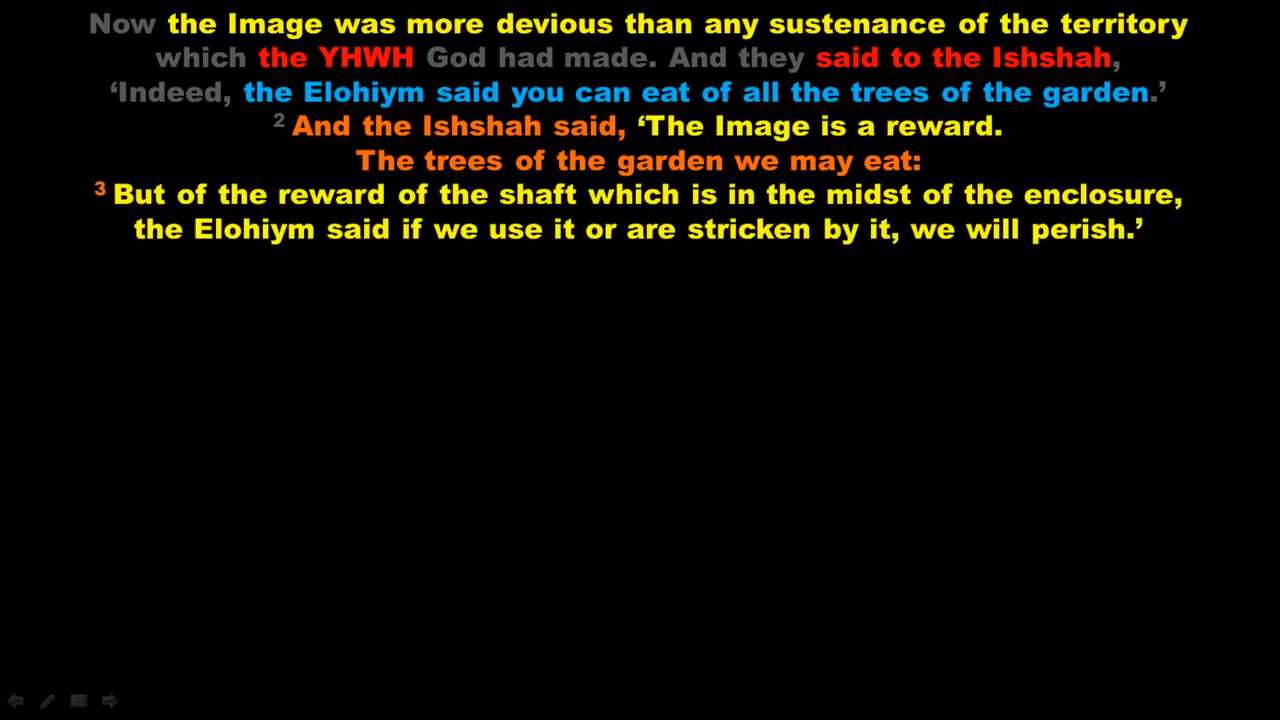 Now the Image was more devious than any sustenance of the territory
which the YHWH God had made. And they said to the Ishshah,
‘Indeed, the Elohiym said you can eat of all the trees of the garden.’
2 And the Ishshah said, ‘The Image is a reward.
The trees of the garden we may eat:
3 But of the reward of the shaft which is in the midst of the enclosure,
the Elohiym said if we use it or are stricken by it, we will perish.’